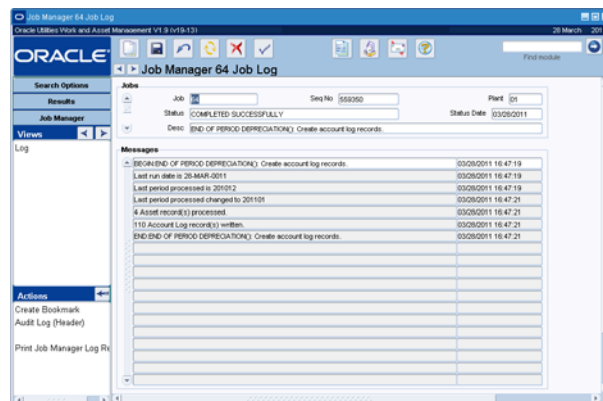 Job Manager 64 Job Log
Oracle Utilities Work and Asset Management V1.9 (v19-13)
28 March 201
ORACLE
Find module
Job Manager 64 Job Log
Search Options
Results
Job Manager
Views
Log
Jobs
Job 64
Seq No 559350
Plant 01
Status COMPLETED SUCCESSFULLY
Status Date 03/28/2011
Desc END OF PERIOD DEPRECIATION(): Create account log records.
Messages
BEGIN:END OF PERIOD DEPRECIATION(): Create account log records. 03/28/2011 16:47:19
Last run date is 28-MAR-0011 03/28/2011 16:47:19
Last period processed is 201012 03/28/2011 16:47:19
Last period processed changed to 201101 03/28/2011 16:47:21
4 Asset record(s) processed. 03/28/2011 16:47:21
110 Account Log record(s) written. 03/28/2011 16:47:21
END:END OF PERIOD DEPRECIATION(): Create account log records. 03/28/2011 16:47:21
Actions
Create Bookmark
Audit Log (Header)
Print Job Manager Log Re